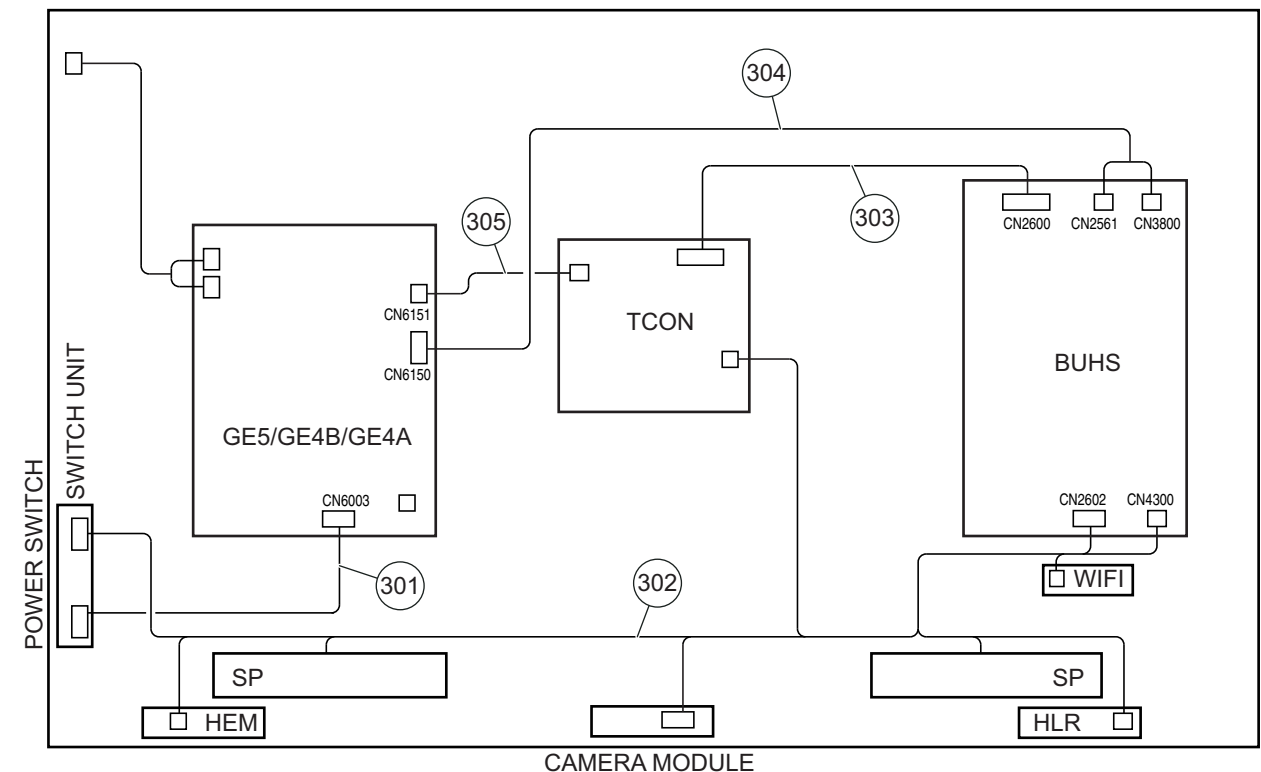 304
303
305
CN2600
CN2561
CN3800
CN6151
TCON
CN6150
BUHS
GE5/GE4B/GE4A
SWITCH UNIT
POWER SWITCH
CN6003
CN2602
CN4300
301
302
WIFI
SP
SP
HEM
HLR
CAMERA MODULE